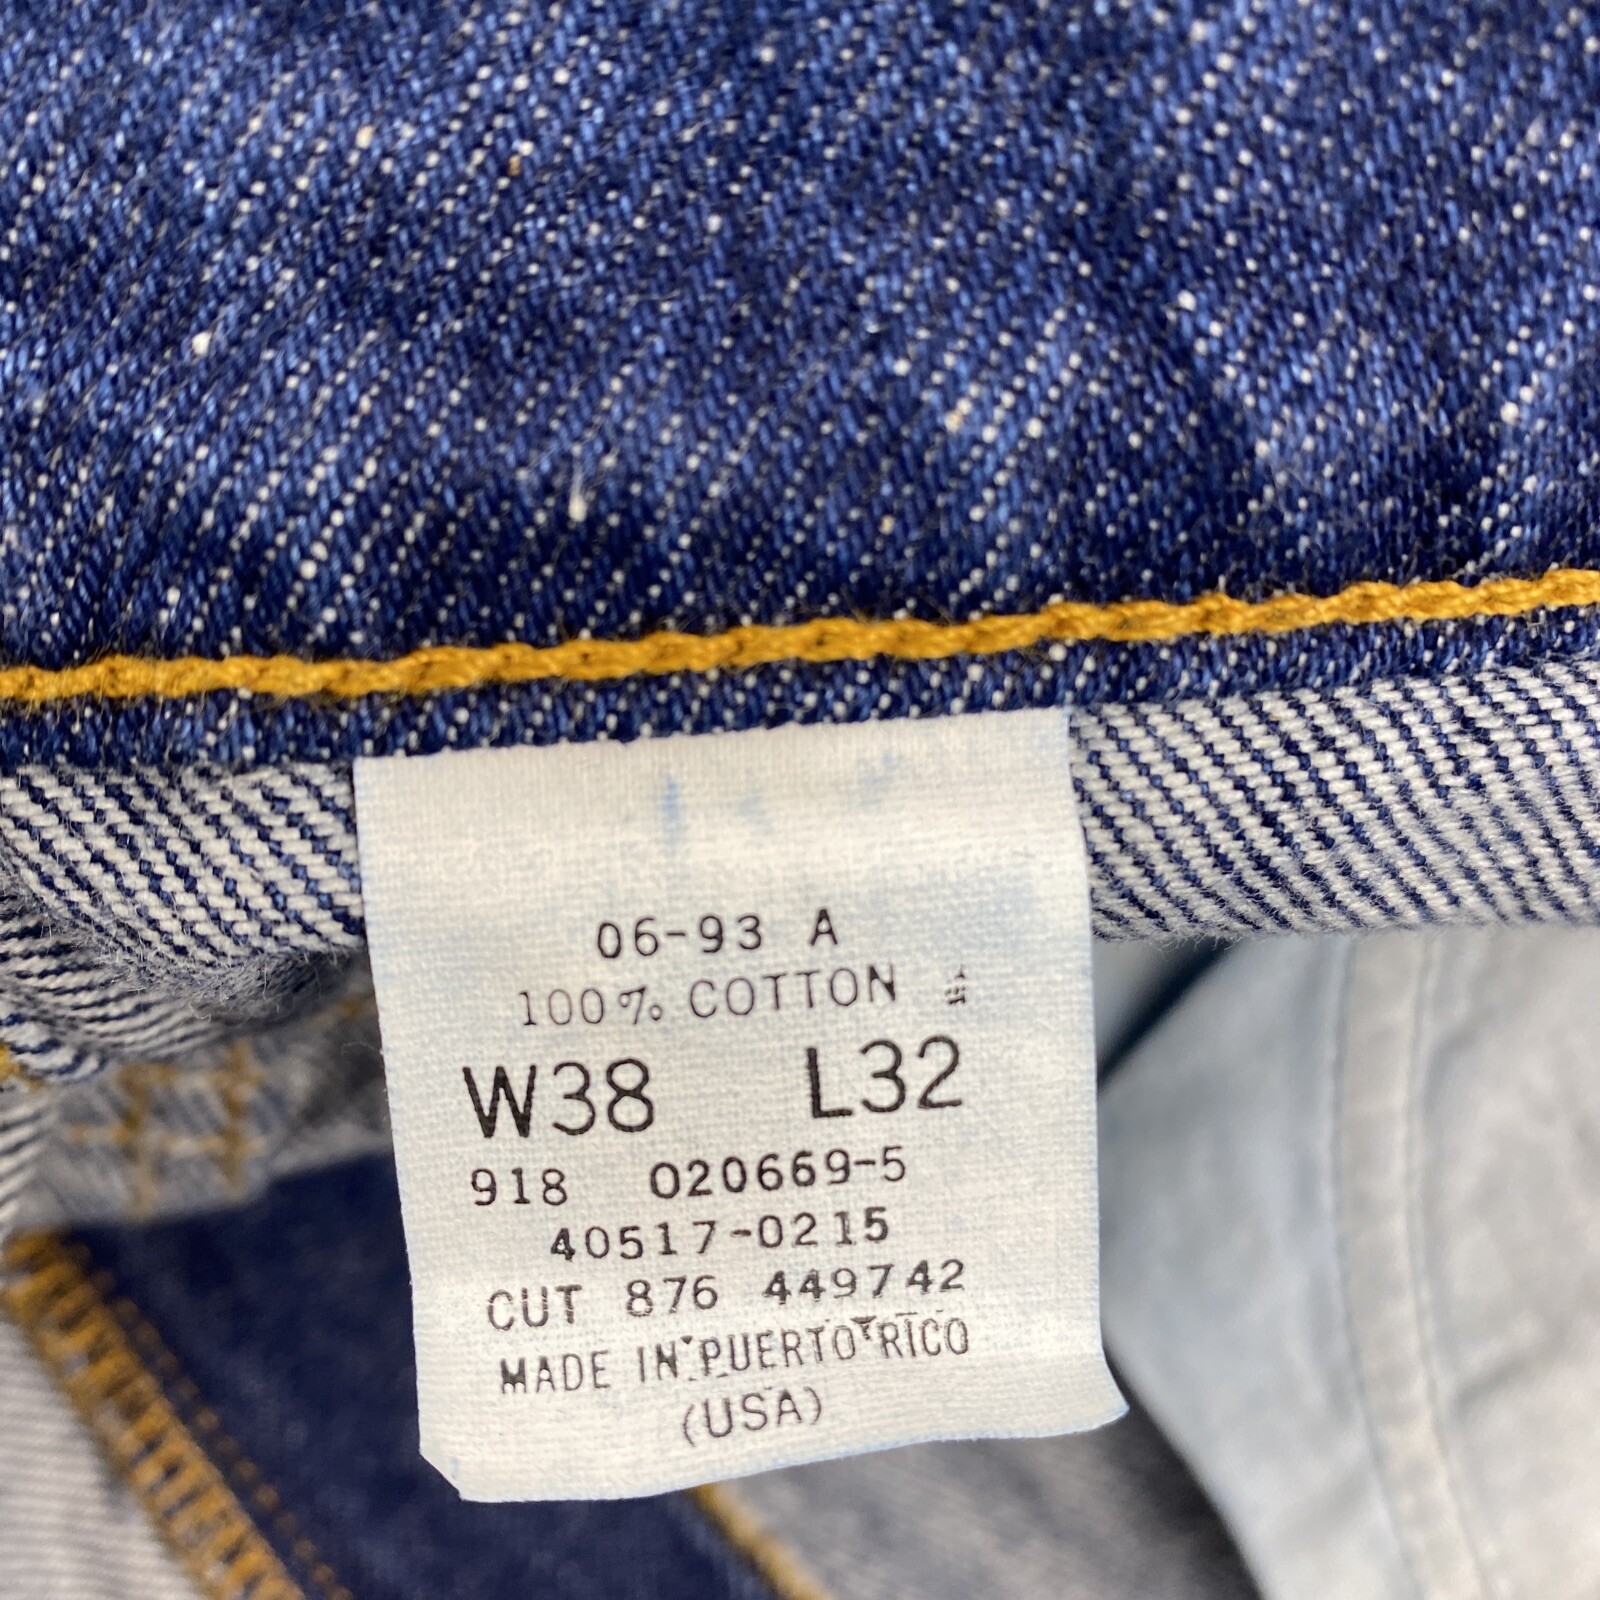 06-93 A
100% COTTON
W38 L32
918 020669-5
40517-0215
CUT 876 449742
MADE IN PUERTO RICO
(USA)